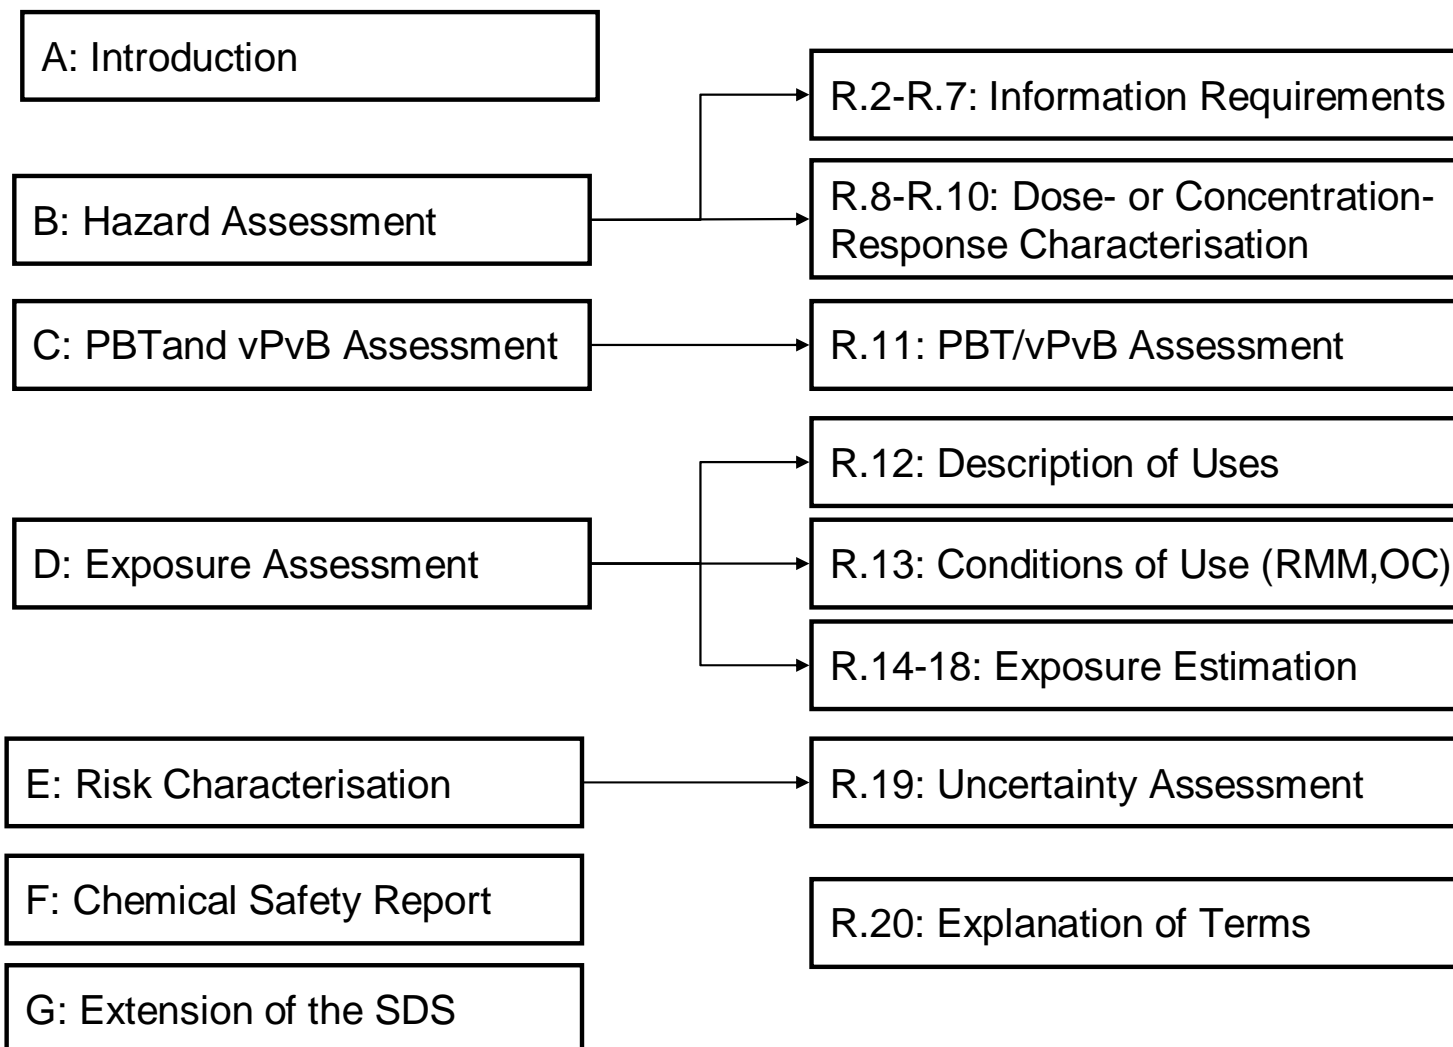 A: Introduction
B: Hazard Assessment
C: PBTand vPvB Assessment
D: Exposure Assessment
E: Risk Characterisation
F: Chemical Safety Report
G: Extension of the SDS
R.2-R.7: Information Requirements
R.8-R.10: Dose- or Concentration-
Response Characterisation
R.11: PBT/vPvB Assessment
R.12: Description of Uses
R.13: Conditions of Use (RMM,OC)
R.14-18: Exposure Estimation
R.19: Uncertainty Assessment
R.20: Explanation of Terms